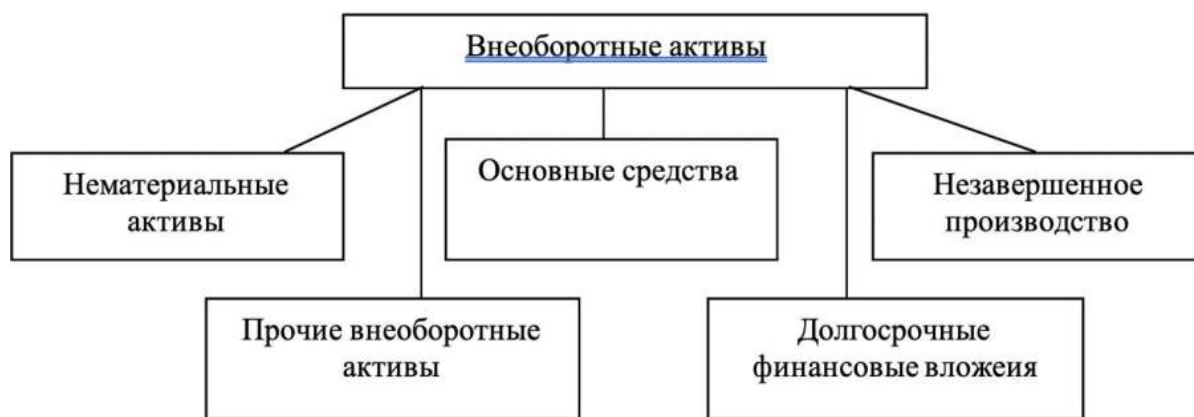 Внеоборотные активы
Нематериальные
активы
Основные средства
Незавершенное
производство
Прочие внеоборотные
активы
Долгосрочные
финансовые вложеия